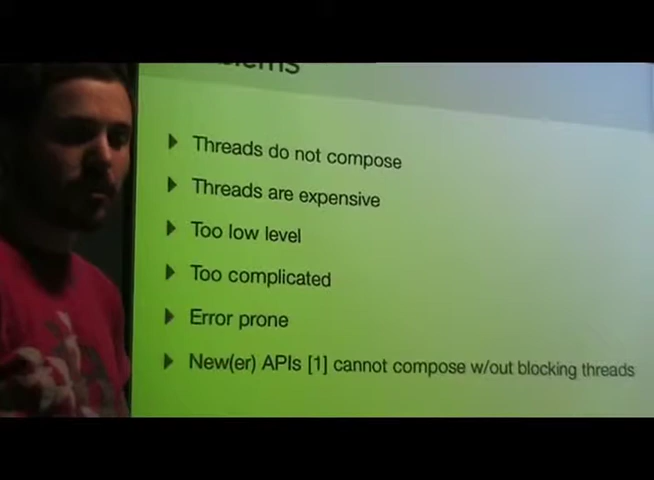 Threads do not compose
Threads are expensive
Too low level
Too complicated
Error prone
New(er) APIs [1] cannot compose w/out blocking threads